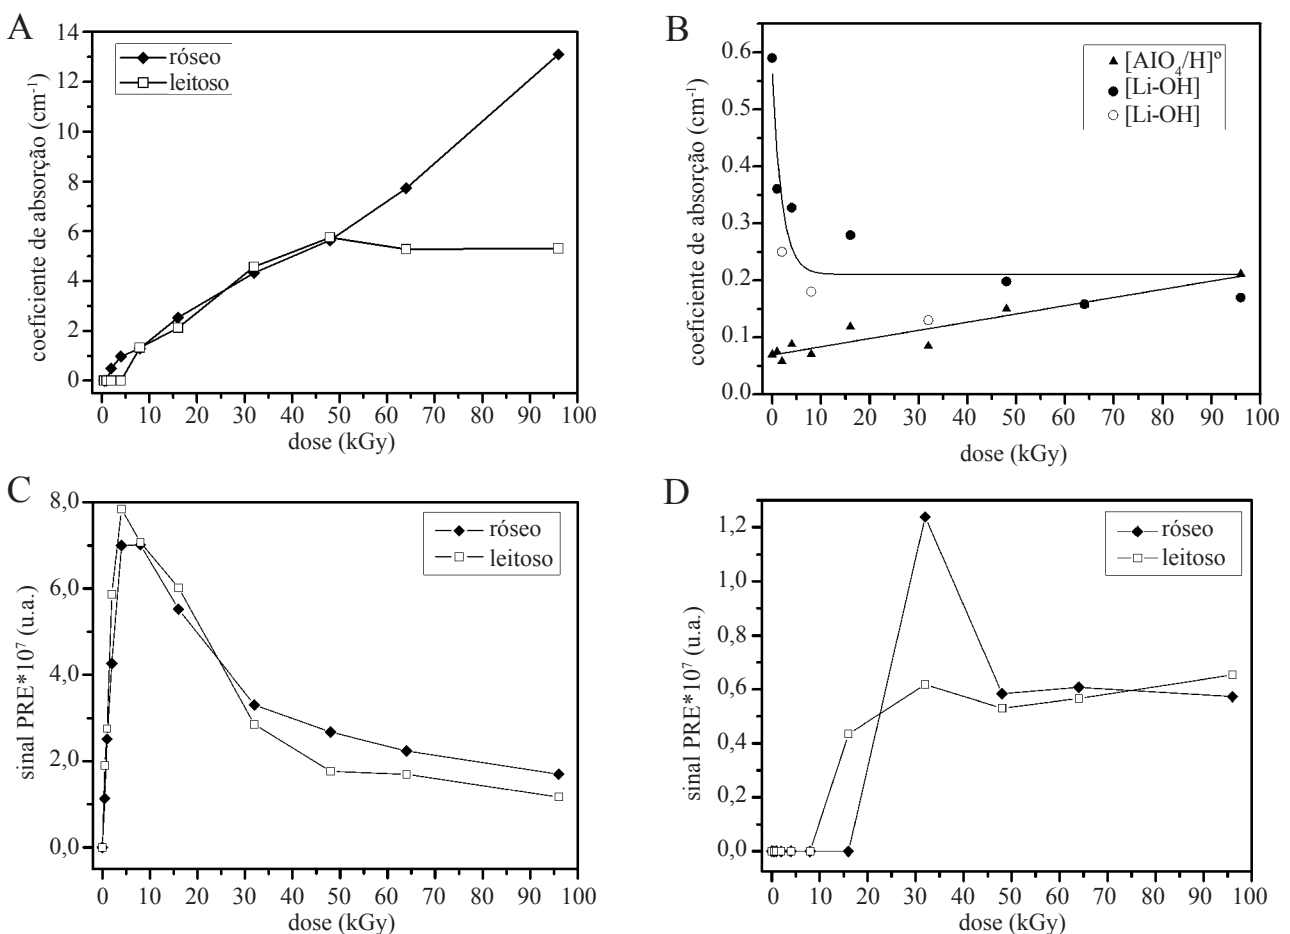 A
14
12
10
8
6
4
2
0
coeficiente de absorção (cm⁻¹)
róseo
leitoso
0 10 20 30 40 50 60 70 80 90 100
dose (kGy)
B
0.6
0.5
0.4
0.3
0.2
0.1
0.0
coeficiente de absorção (cm⁻¹)
[AlO₄/H]º
[Li-OH]
[Li-OH]
0 10 20 30 40 50 60 70 80 90 100
dose (kGy)
C
8,0
6,0
4,0
2,0
0,0
sinal PRE*10⁷ (u.a.)
róseo
leitoso
0 10 20 30 40 50 60 70 80 90 100
dose (kGy)
D
1,2
1,0
0,8
0,6
0,4
0,2
0,0
sinal PRE*10⁷ (u.a.)
róseo
leitoso
0 10 20 30 40 50 60 70 80 90 100
dose (kGy)